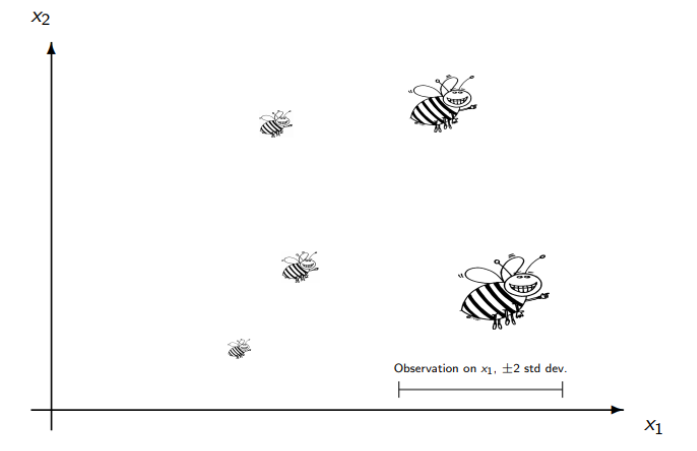 x₂
Observation on x₁, ±2 std dev.
x₁